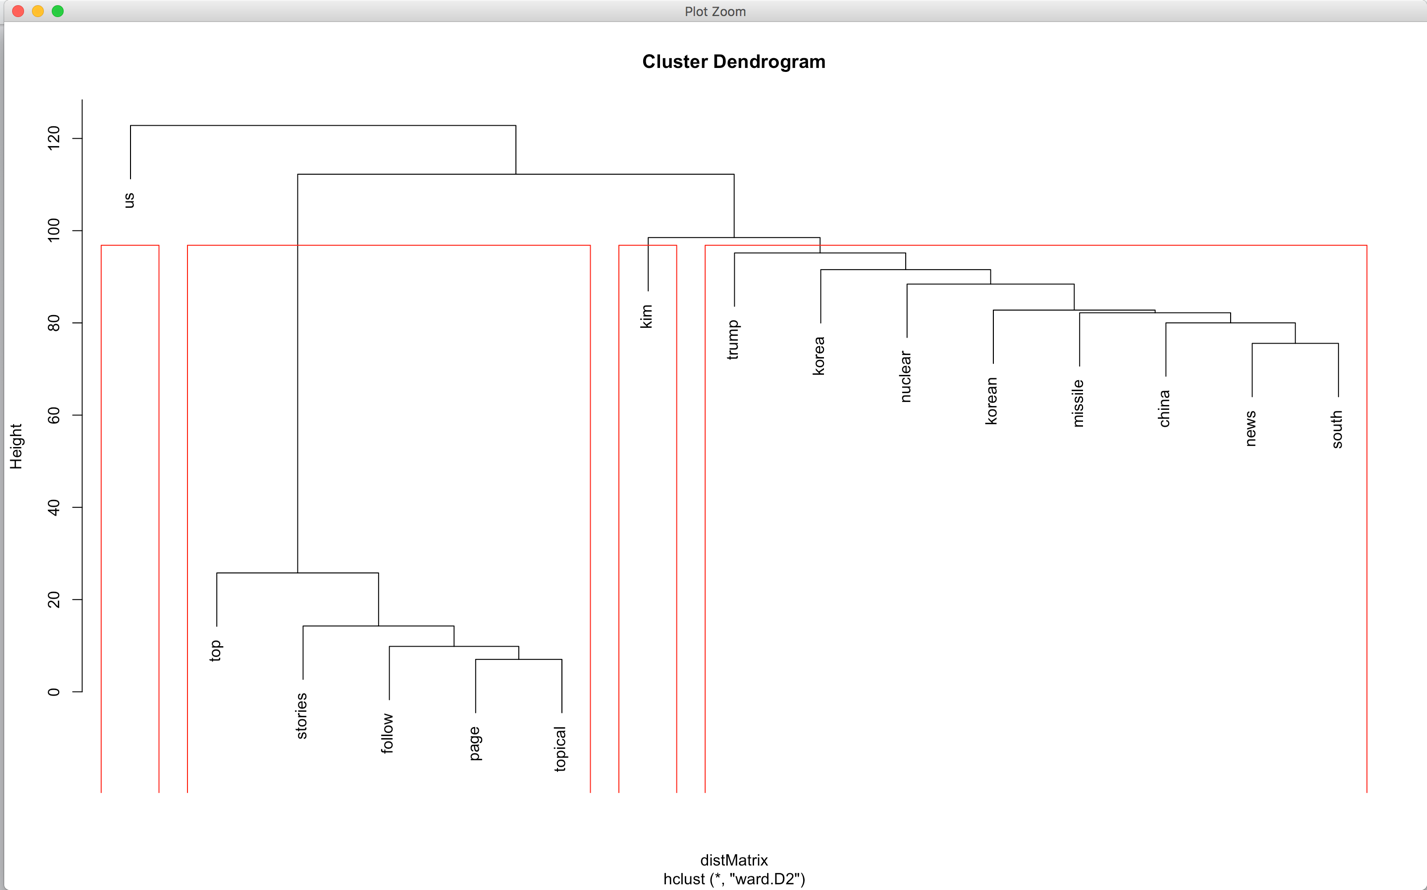 Plot Zoom
Cluster Dendrogram
Height
120
100
80
60
40
20
0
us
top
stories
follow
page
topical
kim
trump
korea
nuclear
korean
missile
china
news
south
distMatrix
hclust (*, "ward.D2")